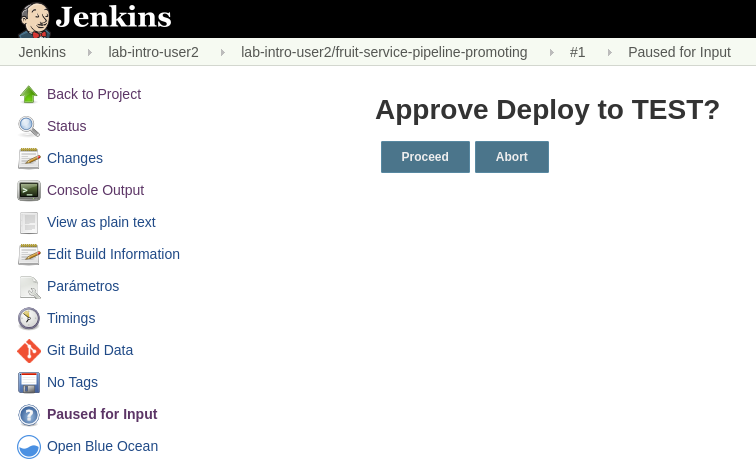 Jenkins
Jenkins lab-intro-user2 lab-intro-user2/fruit-service-pipeline-promoting #1 Paused for Input
Back to Project
Status
Changes
Console Output
View as plain text
Edit Build Information
Parámetros
Timings
Git Build Data
No Tags
Paused for Input
Open Blue Ocean
Approve Deploy to TEST?
Proceed Abort